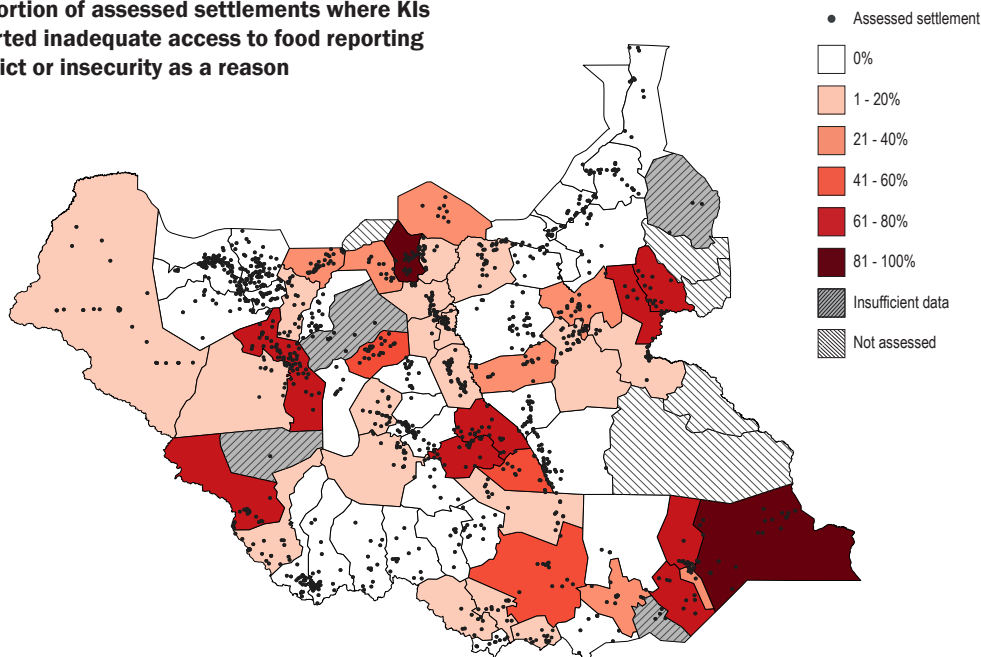 ortion of assessed settlements where KIs
rted inadequate access to food reporting
ict or insecurity as a reason
Assessed settlement
0%
1 - 20%
21 - 40%
41 - 60%
61 - 80%
81 - 100%
Insufficient data
Not assessed